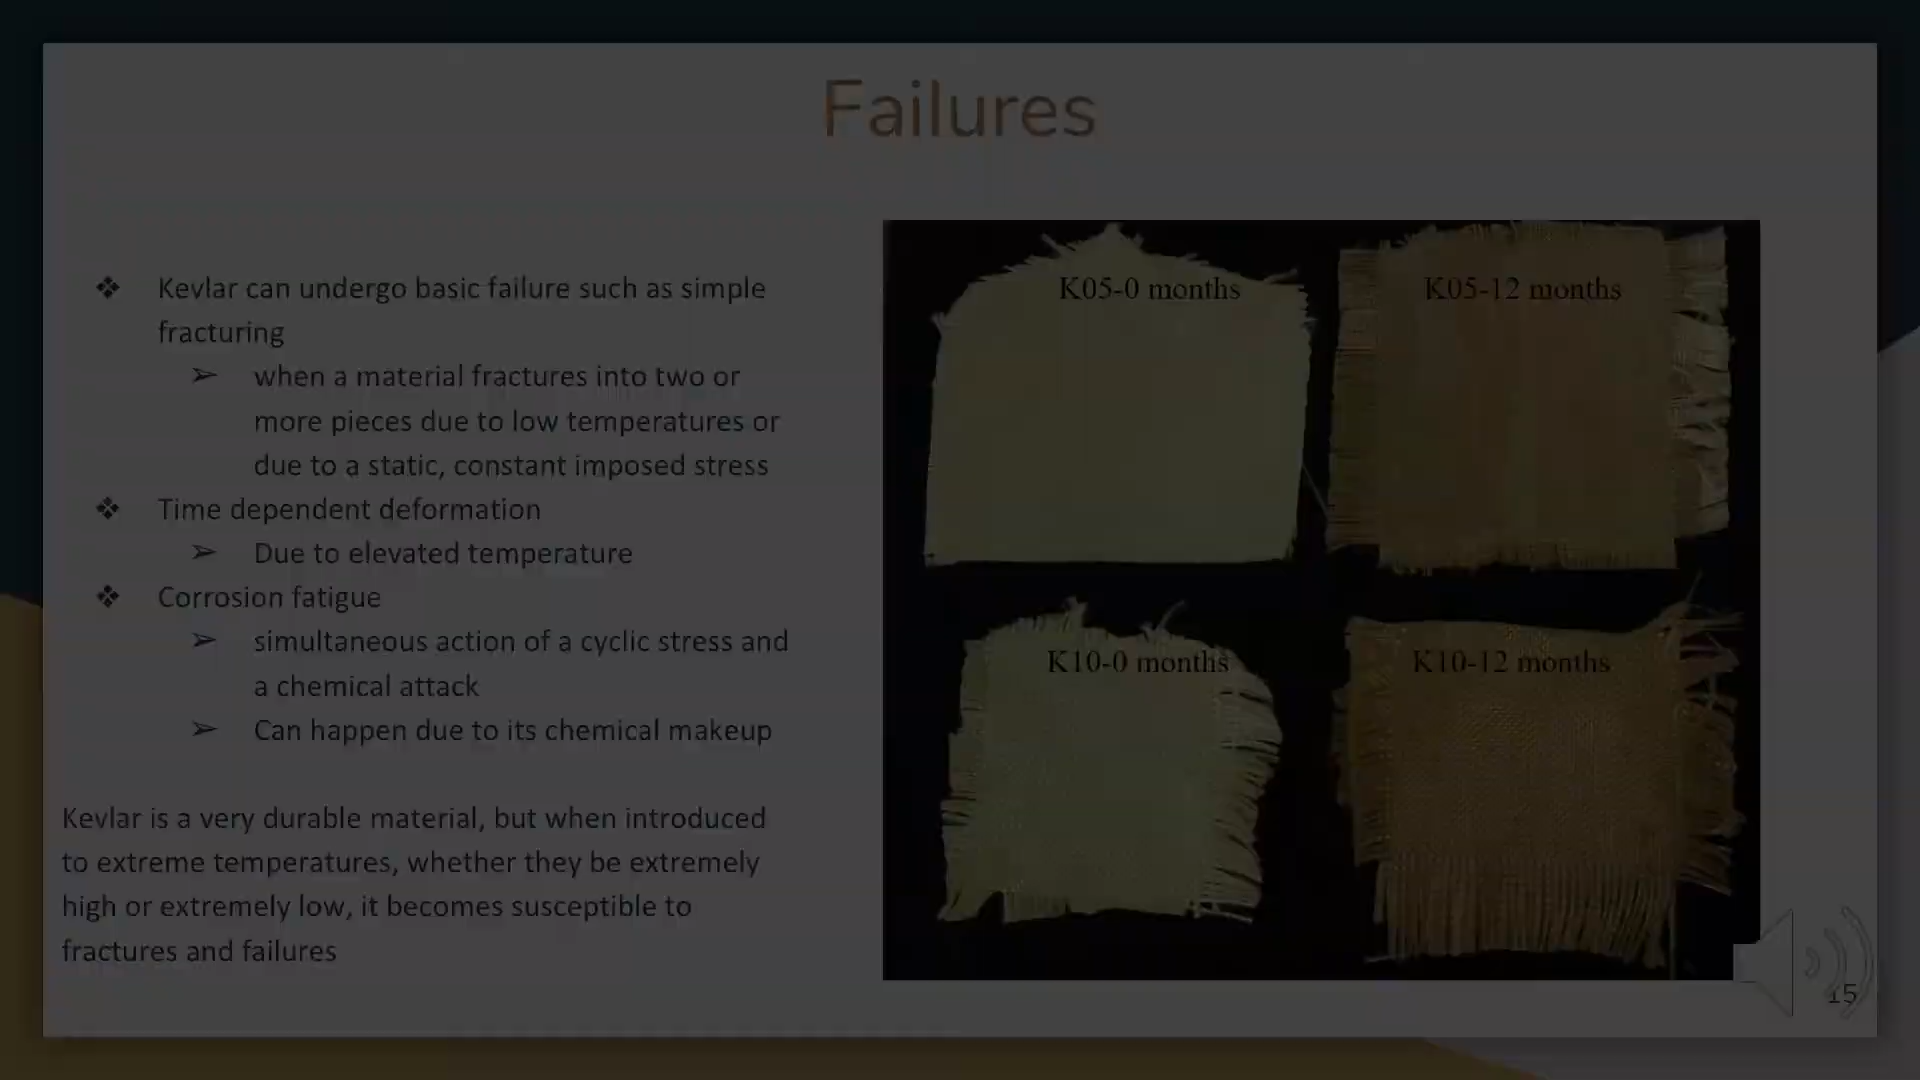 Failures
❖ Kevlar can undergo basic failure such as simple
fracturing
➢ when a material fractures into two or
more pieces due to low temperatures or
due to a static, constant imposed stress
❖ Time dependent deformation
➢ Due to elevated temperature
❖ Corrosion fatigue
➢ simultaneous action of a cyclic stress and
a chemical attack
➢ Can happen due to its chemical makeup
Kevlar is a very durable material, but when introduced
to extreme temperatures, whether they be extremely
high or extremely low, it becomes susceptible to
fractures and failures
K05-0 months
K05-12 months
K10-0 months
K10-12 months
15